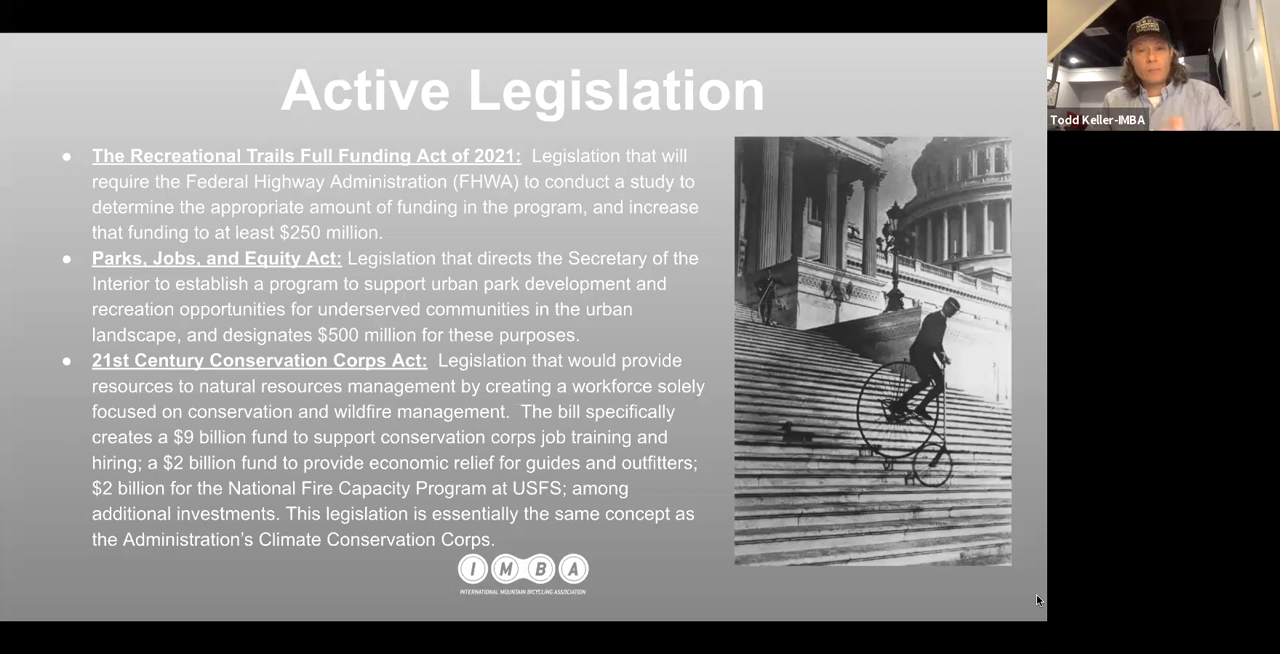 Active Legislation
● The Recreational Trails Full Funding Act of 2021: Legislation that will
require the Federal Highway Administration (FHWA) to conduct a study to
determine the appropriate amount of funding in the program, and increase
that funding to at least $250 million.
● Parks, Jobs, and Equity Act: Legislation that directs the Secretary of the
Interior to establish a program to support urban park development and
recreation opportunities for underserved communities in the urban
landscape, and designates $500 million for these purposes.
● 21st Century Conservation Corps Act: Legislation that would provide
resources to natural resources management by creating a workforce solely
focused on conservation and wildfire management. The bill specifically
creates a $9 billion fund to support conservation corps job training and
hiring; a $2 billion fund to provide economic relief for guides and outfitters;
$2 billion for the National Fire Capacity Program at USFS; among
additional investments. This legislation is essentially the same concept as
the Administration's Climate Conservation Corps.
IMBA
INTERNATIONAL MOUNTAIN BICYCLING ASSOCIATION
Todd Keller-IMBA